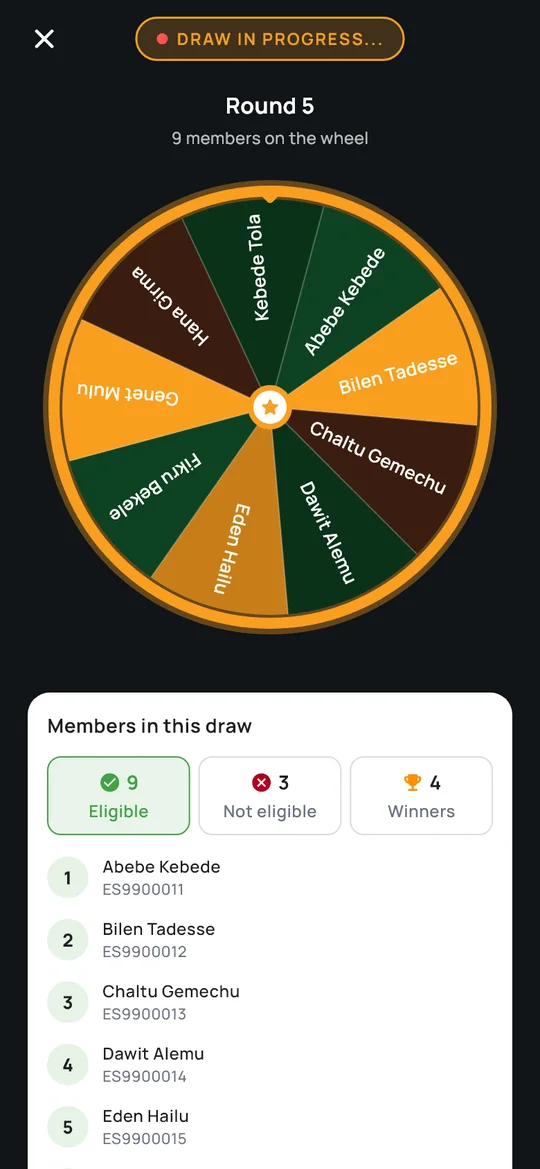 DRAW IN PROGRESS...
Round 5
9 members on the wheel
Kebede Tola
Abebe Kebede
Bilen Tadesse
Chaltu Gemechu
Dawit Alemu
Eden Hailu
Fikru Bekele
Genet Mulu
Hana Girma
Members in this draw
9
Eligible
3
Not eligible
4
Winners
1
Abebe Kebede
ES9900011
2
Bilen Tadesse
ES9900012
3
Chaltu Gemechu
ES9900013
4
Dawit Alemu
ES9900014
5
Eden Hailu
ES9900015